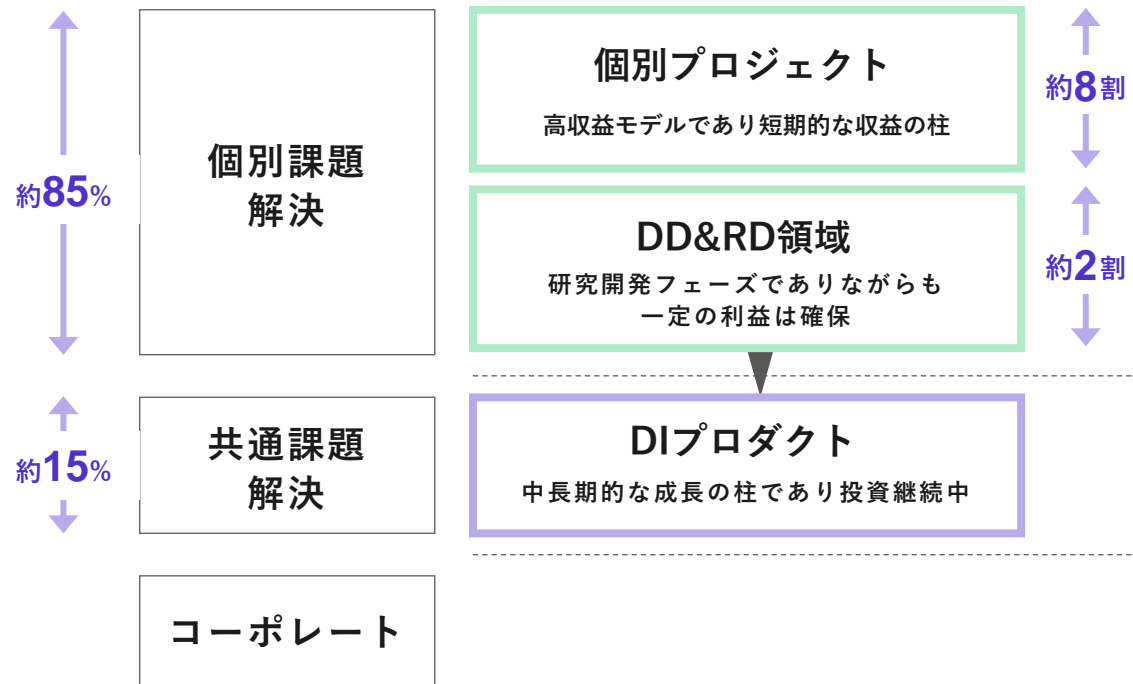 約85%
個別課題
解決
個別プロジェクト
高収益モデルであり短期的な収益の柱
約8割
DD&RD領域
研究開発フェーズでありながらも
一定の利益は確保
約2割
約15%
共通課題
解決
DIプロダクト
中長期的な成長の柱であり投資継続中
コーポレート